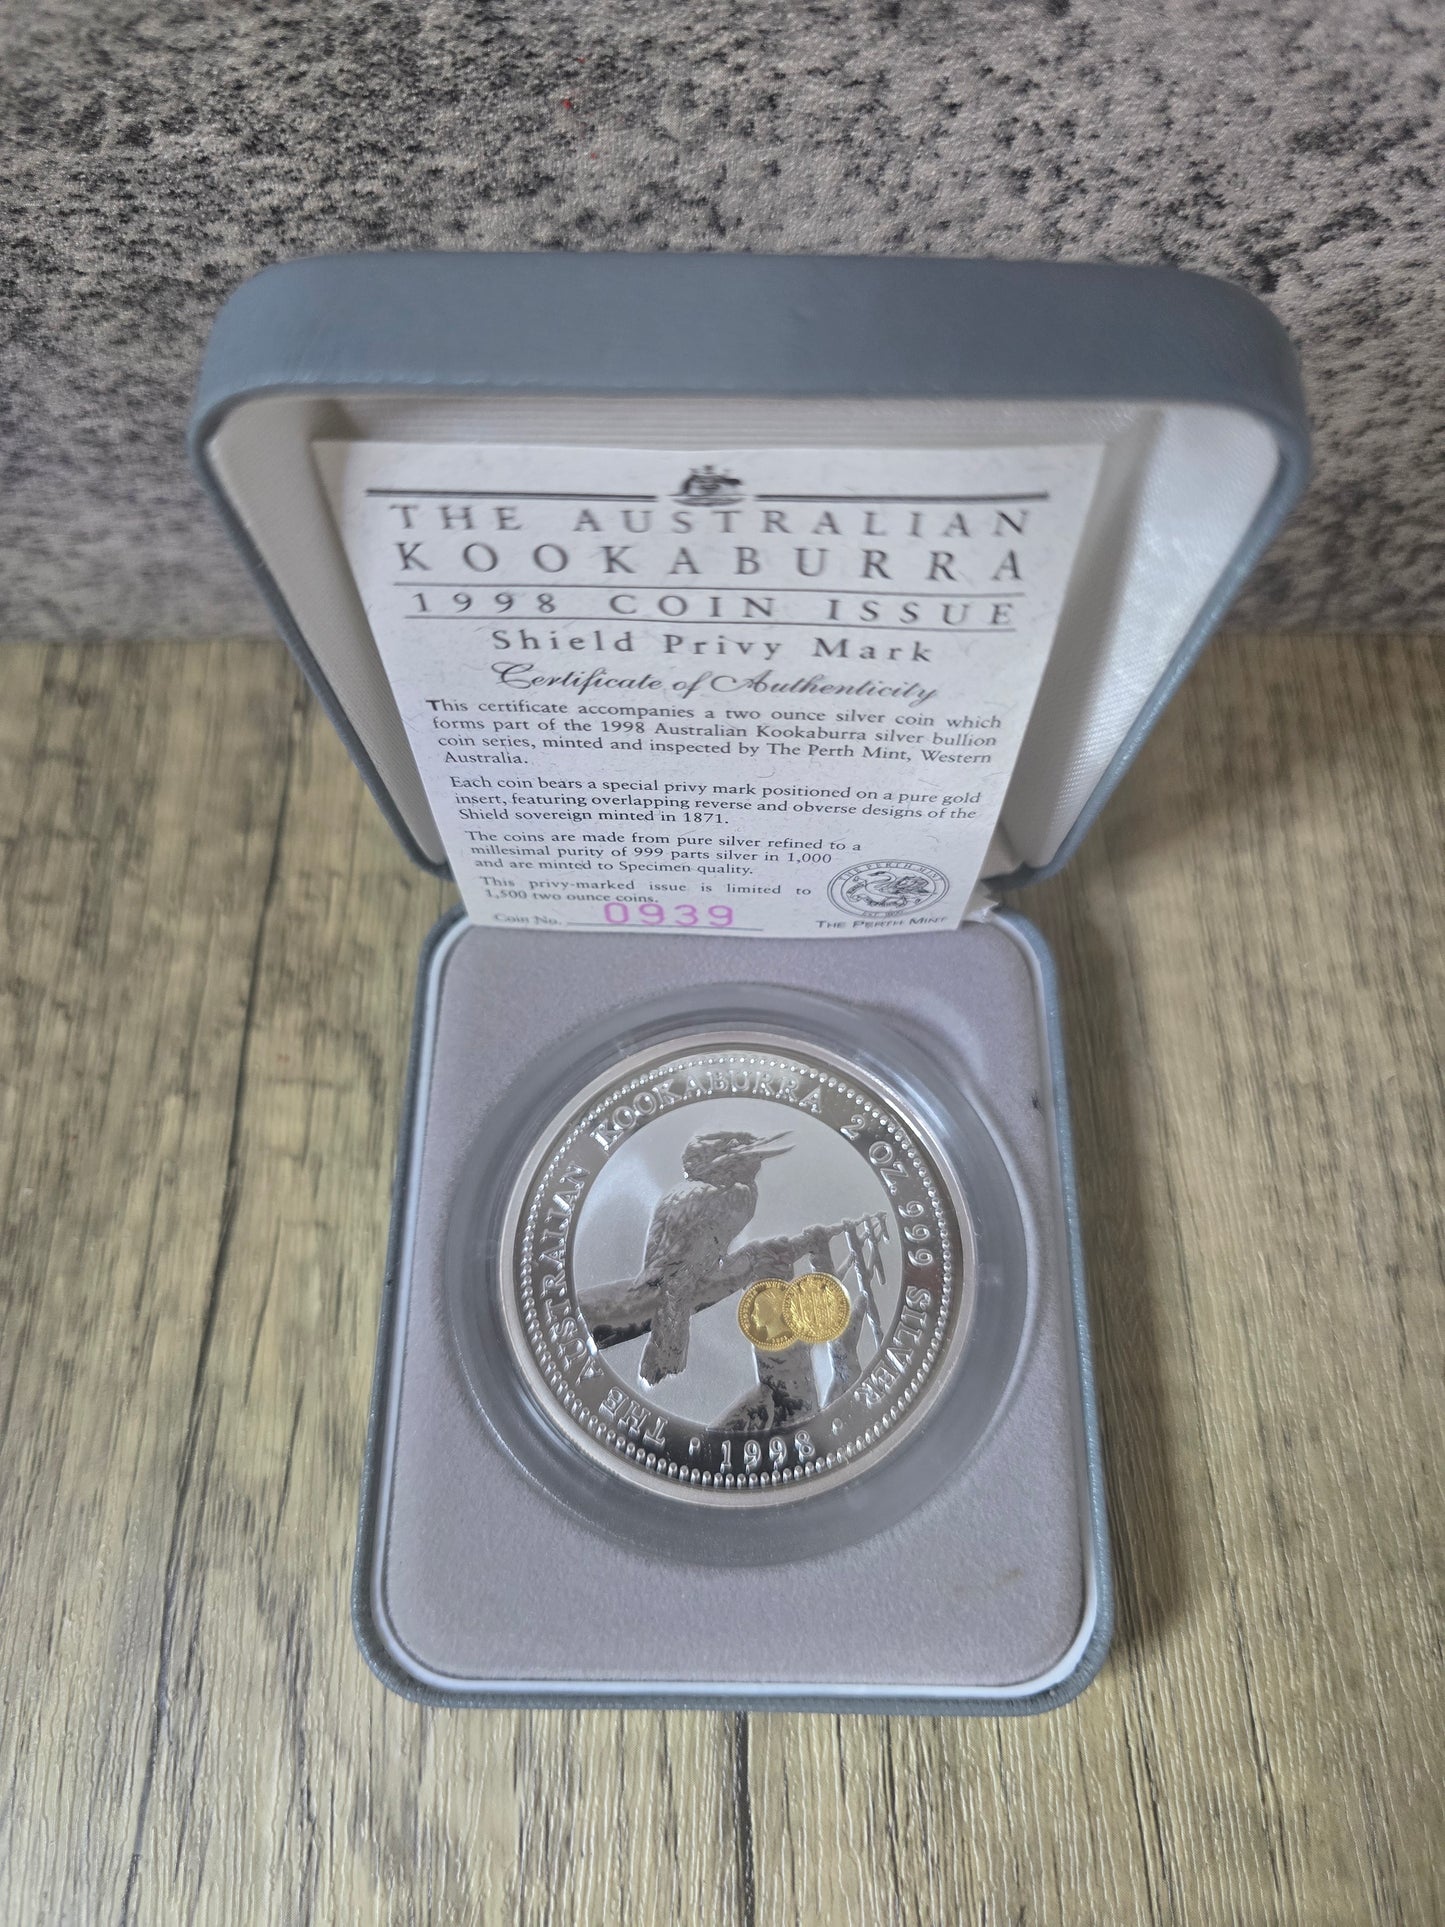 THE AUSTRALIAN
KOOKABURRA
1998 COIN ISSUE
Shield Privy Mark
Certificate of Authenticity
This certificate accompanies a two ounce silver coin which
forms part of the 1998 Australian Kookaburra silver bullion
coin series, minted and inspected by The Perth Mint, Western
Australia.
Each coin bears a special privy mark positioned on a pure gold
insert, featuring overlapping reverse and obverse designs of the
Shield sovereign minted in 1871.
The coins are made from pure silver refined to a
millesimal purity of 999 parts silver in 1,000
and are minted to Specimen quality.
This privy-marked issue is limited to
1,500 two ounce coins.
Coin No. 0939
THE PERTH MINT
THE PERTH MINT
THE AUSTRALIAN KOOKABURRA 2 OZ 999 SILVER
1998